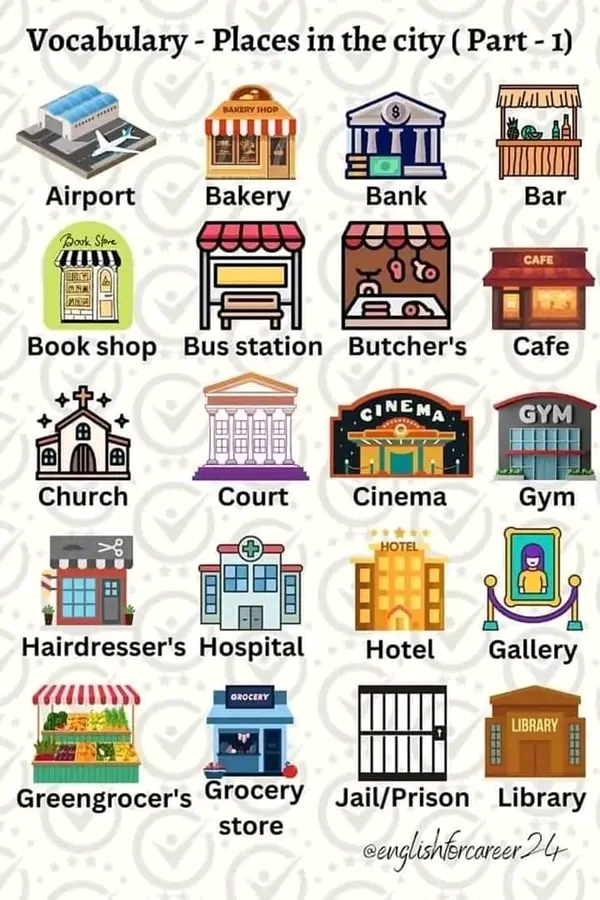 Vocabulary - Places in the city ( Part - 1)
BAKERY SHOP
$
Airport Bakery Bank Bar
Book Store
CAFE
Book shop Bus station Butcher's Cafe
CINEMA
GYM
Church Court Cinema Gym
HOTEL
Hairdresser's Hospital Hotel Gallery
GROCERY
LIBRARY
Greengrocer's Grocery store Jail/Prison Library
@englishforcareer24